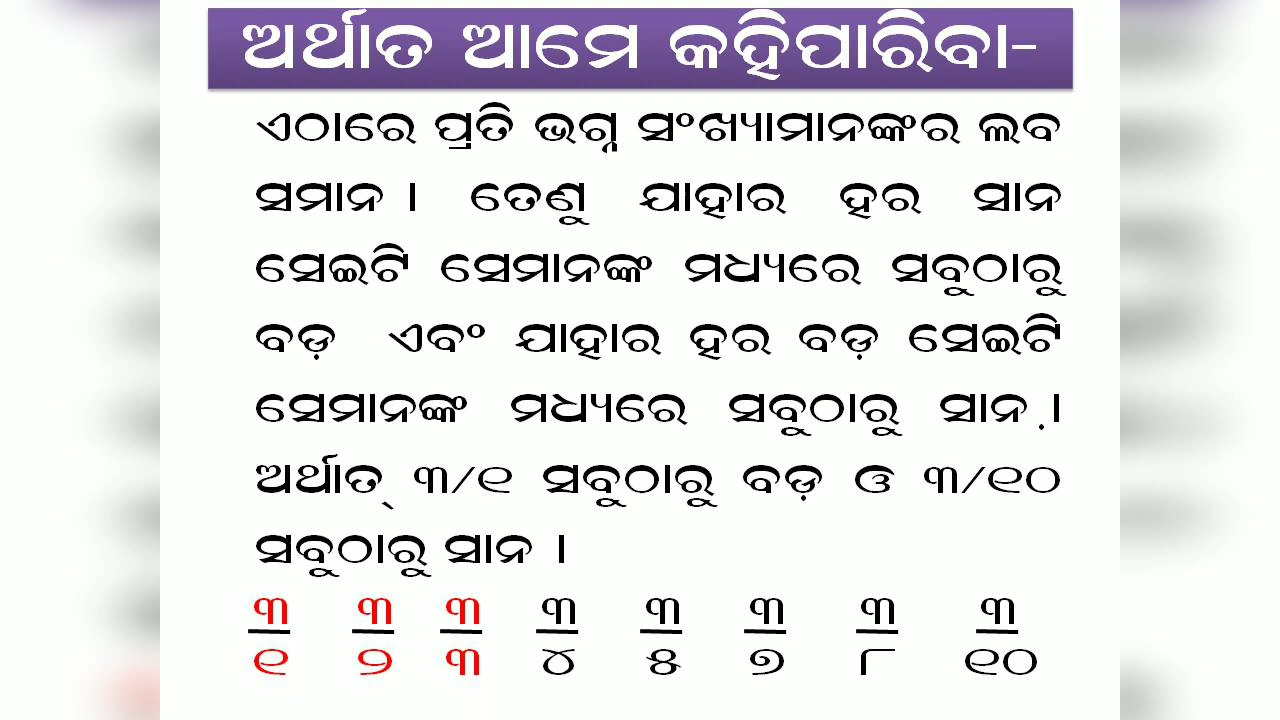 ଅର୍ଥାତ ଆମେ କହିପାରିବା-
ଏଠାରେ ପ୍ରତି ଭଗ୍ନ ସଂଖ୍ୟାମାନଙ୍କର ଲବ
ସମାନ । ତେଣୁ ଯାହାର ହର ସାନ
ସେଇଟି ସେମାନଙ୍କ ମଧ୍ୟରେ ସବୁଠାରୁ
ବଡ଼ ଏବଂ ଯାହାର ହର ବଡ଼ ସେଇଟି
ସେମାନଙ୍କ ମଧ୍ୟରେ ସବୁଠାରୁ ସାନ଼ ।
ଅର୍ଥାତ୍ ୩/୧ ସବୁଠାରୁ ବଡ଼ ଓ ୩/୧୦
ସବୁଠାରୁ ସାନ ।
୩ ୩ ୩ ୩ ୩ ୩ ୩ ୩
୧ ୨ ୩ ୪ ୫ ୭ ୮ ୧୦